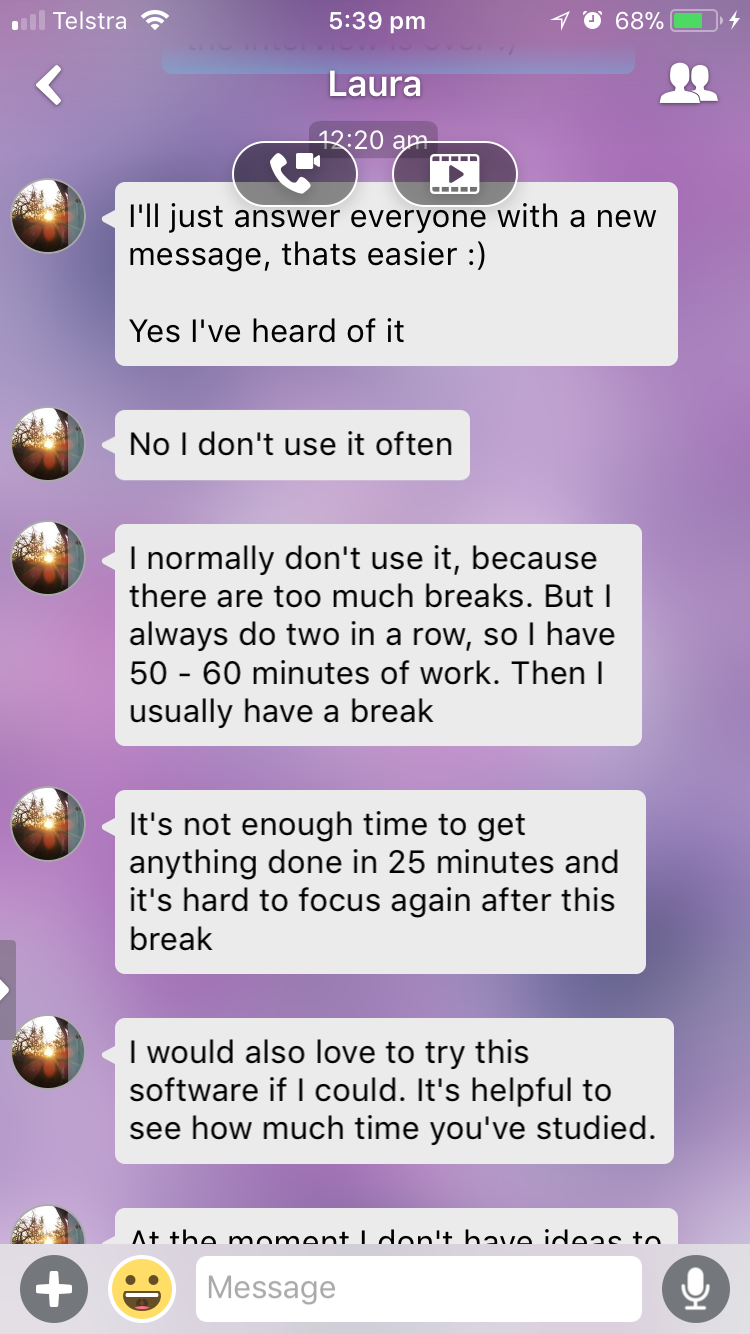 Telstra 5:39 pm 68%
the interview is over :)
Laura
12:20 am
I'll just answer everyone with a new
message, thats easier :)
Yes I've heard of it
No I don't use it often
I normally don't use it, because
there are too much breaks. But I
always do two in a row, so I have
50 - 60 minutes of work. Then I
usually have a break
It's not enough time to get
anything done in 25 minutes and
it's hard to focus again after this
break
I would also love to try this
software if I could. It's helpful to
see how much time you've studied.
At the moment I don't have ideas to
Message